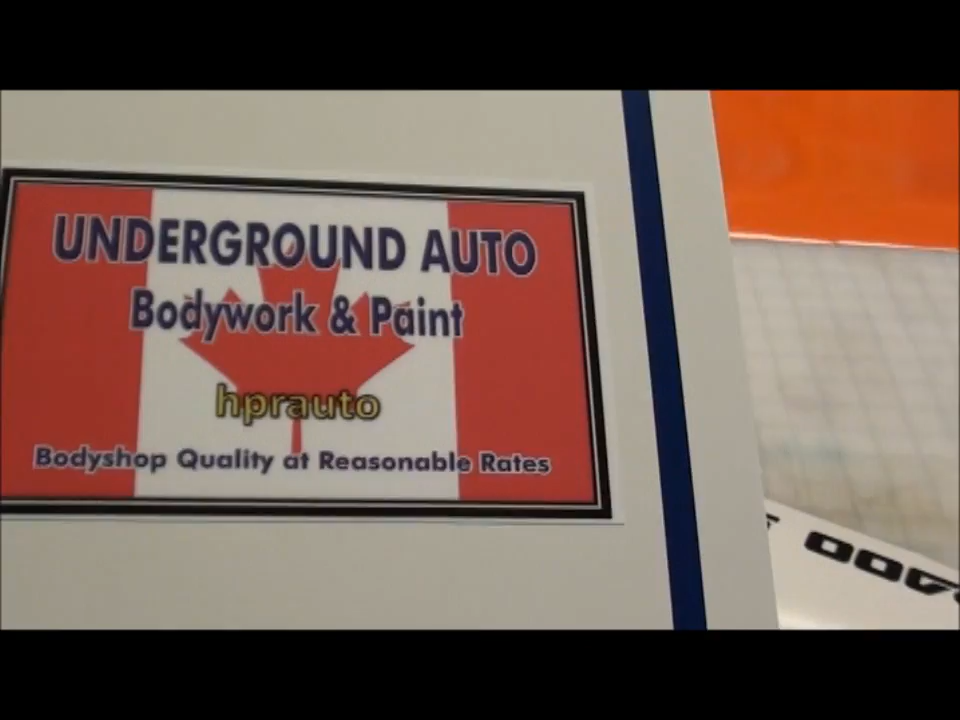 UNDERGROUND AUTO
Bodywork & Paint
hprauto
Bodyshop Quality at Reasonable Rates